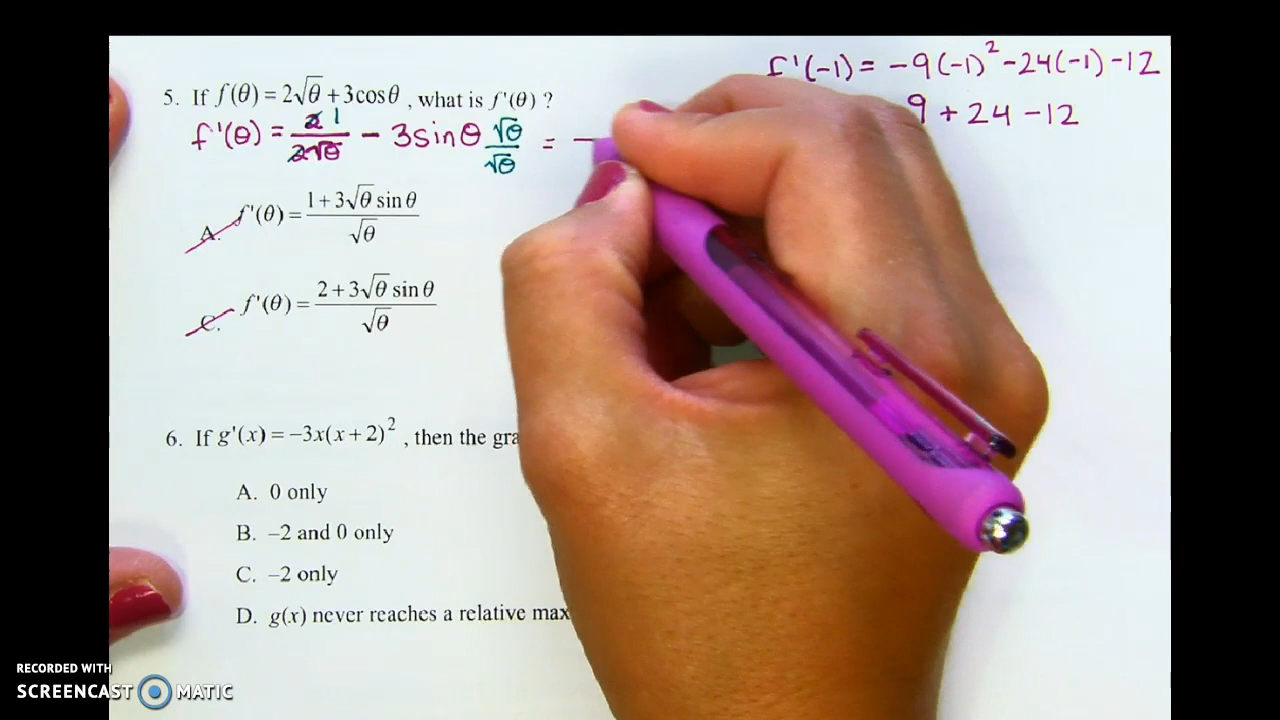 f'(-1) = -9(-1)² -24(-1) -12
9 + 24 -12
5. If f(θ) = 2√θ + 3cosθ , what is f'(θ) ?
f'(θ) = 2 1/2√θ - 3sinθ √θ/√θ = -
A. f'(θ) = 1 + 3√θ sinθ/√θ
C. f'(θ) = 2 + 3√θ sinθ/√θ
6. If g'(x) = −3x(x + 2)² , then the gra
A. 0 only
B. –2 and 0 only
C. –2 only
D. g(x) never reaches a relative max
RECORDED WITH
SCREENCAST MATIC